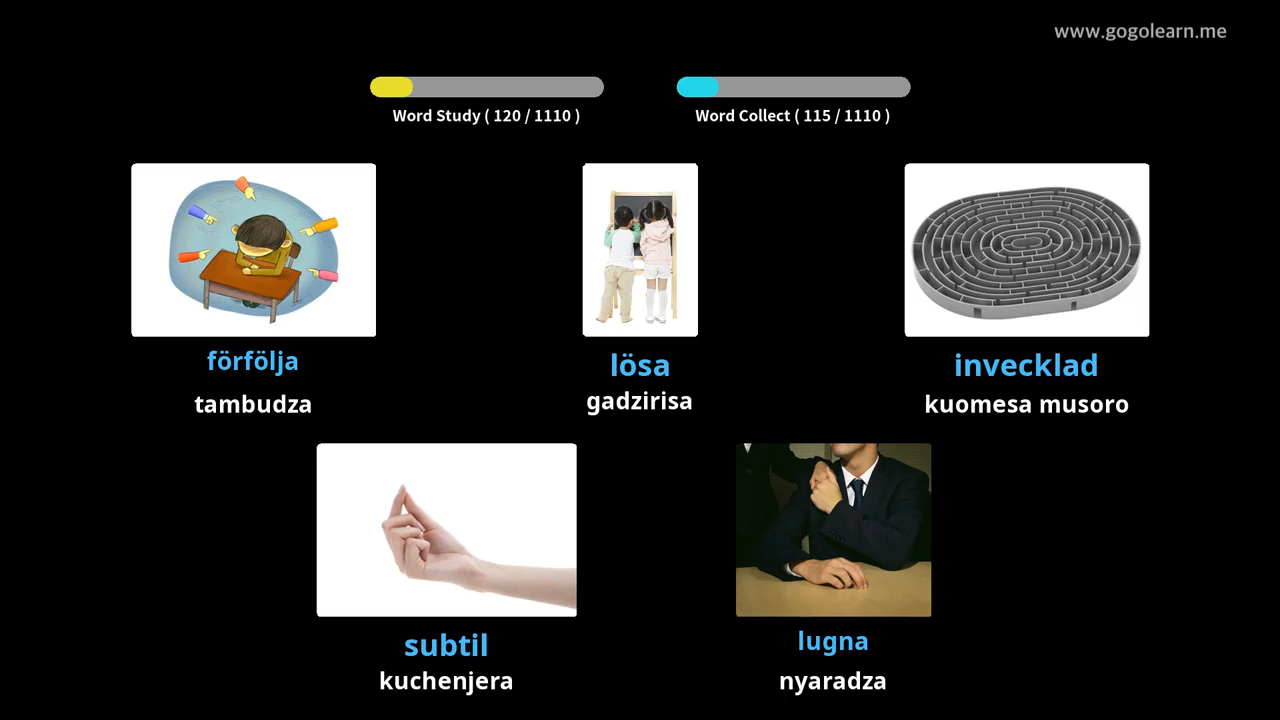 www.gogolearn.me
Word Study ( 120 / 1110 )
Word Collect ( 115 / 1110 )
förfölja
tambudza
lösa
gadzirisa
invecklad
kuomesa musoro
subtil
kuchenjera
lugna
nyaradza